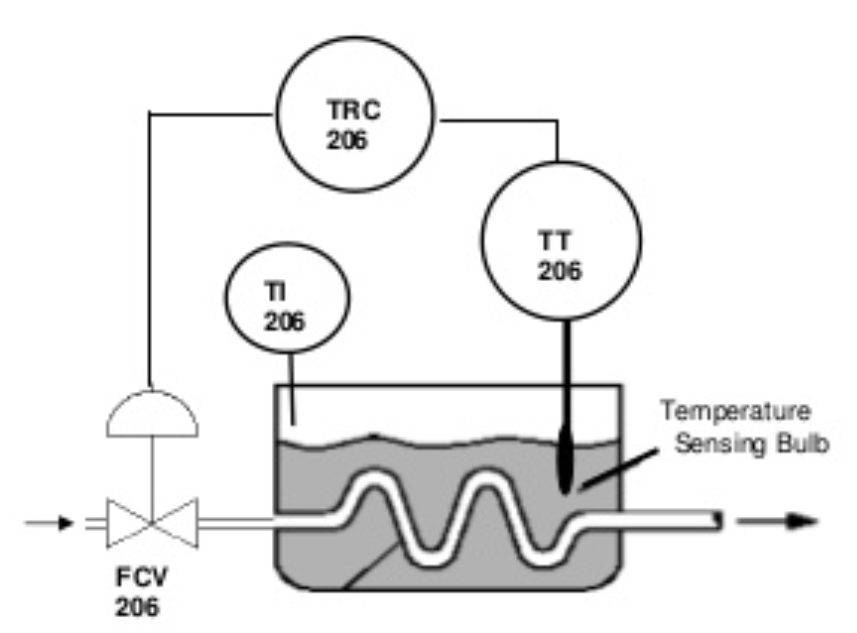 TRC
206
TT
206
TI
206
Temperature
Sensing Bulb
FCV
206